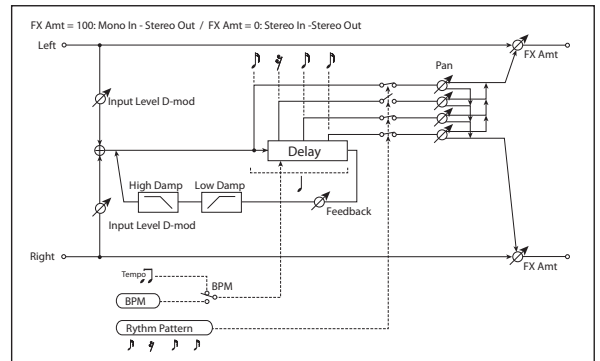 FX Amt = 100: Mono In - Stereo Out / FX Amt = 0: Stereo In -Stereo Out
Left
FX Amt
Pan
Input Level D-mod
Delay
High Damp
Low Damp
Feedback
Input Level D-mod
Right
FX Amt
Tempo
BPM
BPM
Rythm Pattern